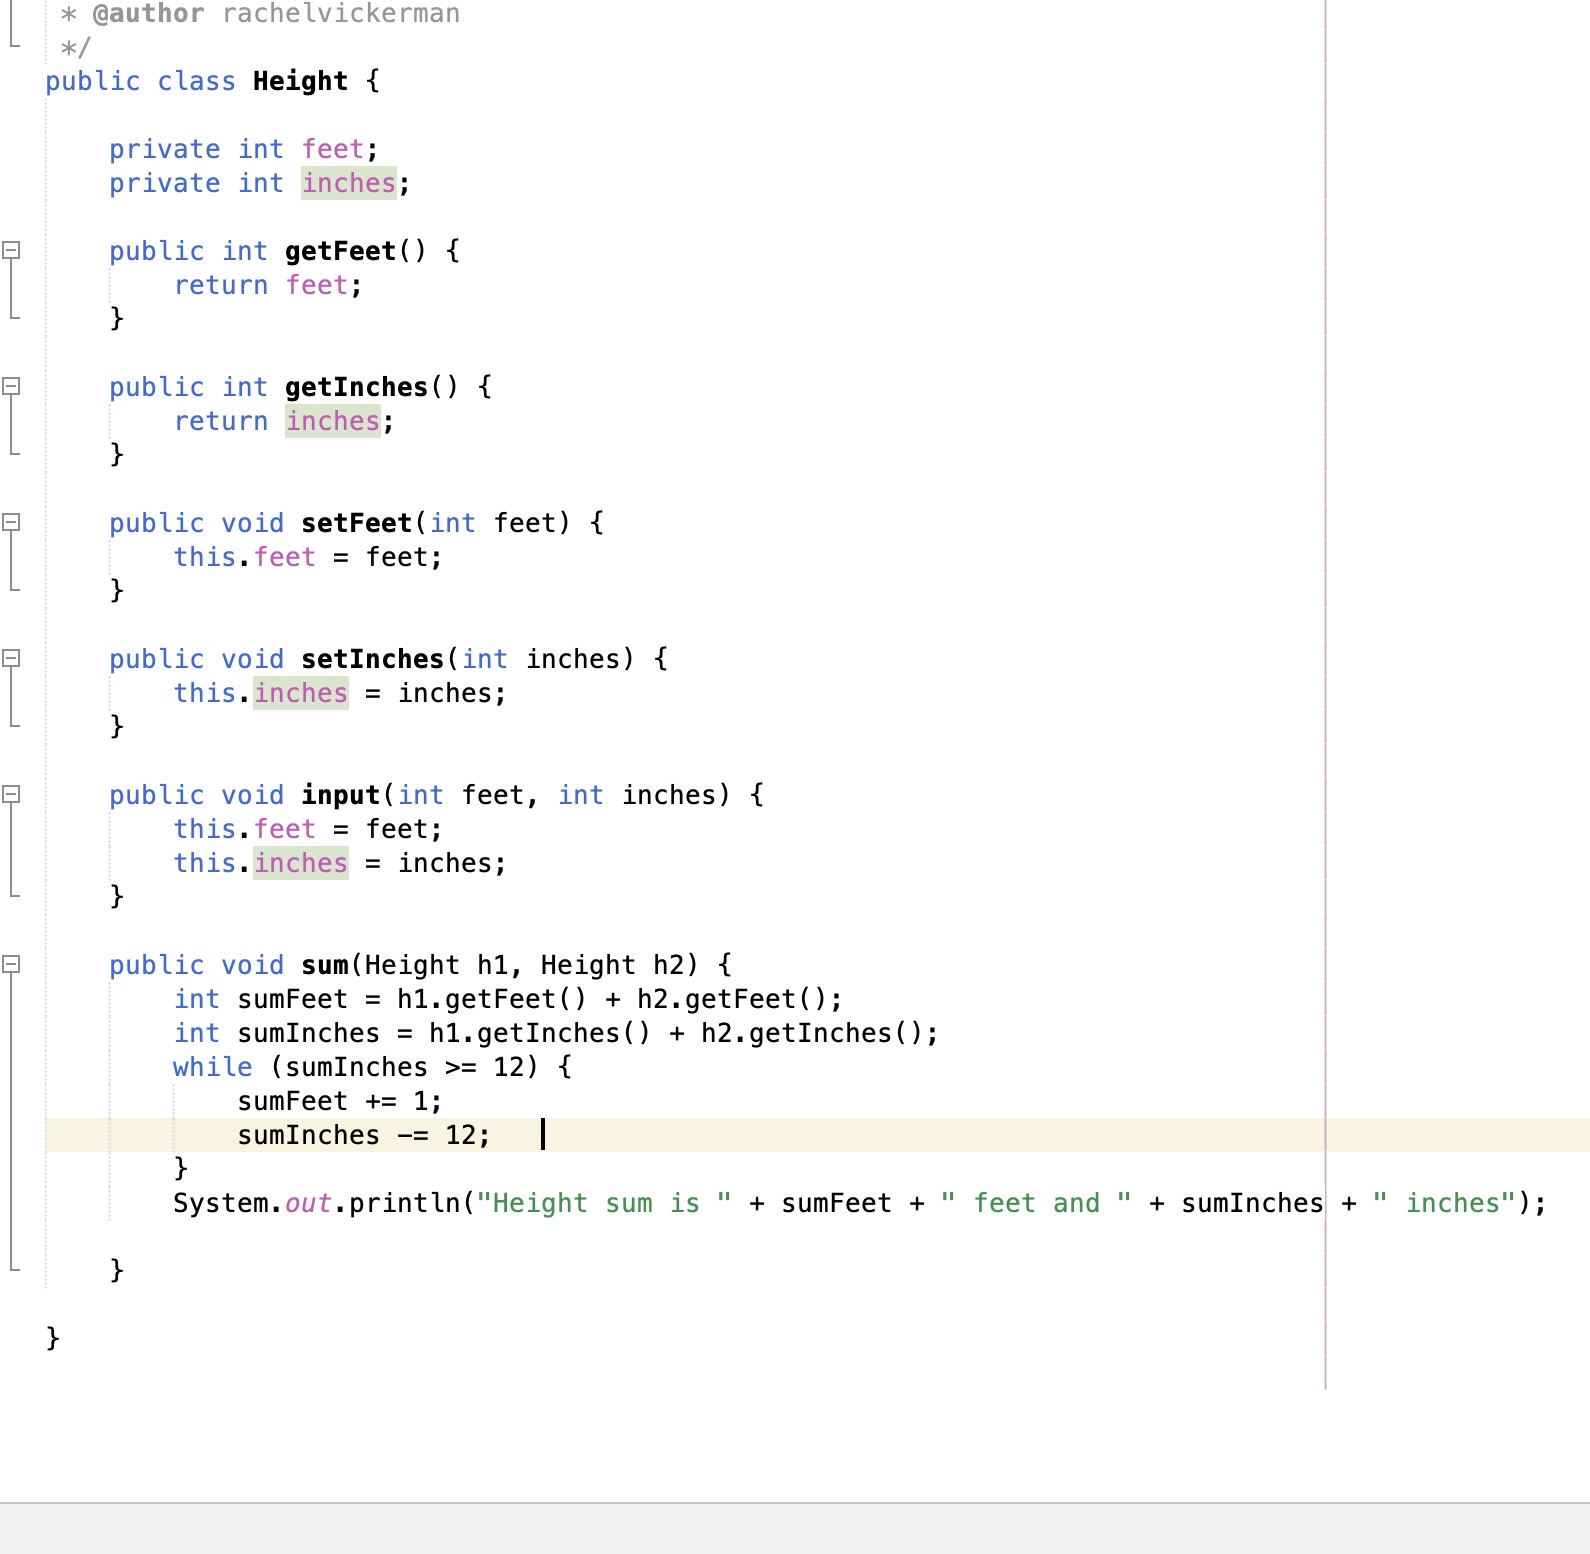 * @author rachelvickerman
*/
public class Height {
private int feet;
private int inches;
public int getFeet() {
return feet;
}
public int getInches() {
return inches;
}
public void setFeet(int feet) {
this.feet = feet;
}
public void setInches(int inches) {
this.inches = inches;
}
public void input(int feet, int inches) {
this.feet = feet;
this.inches = inches;
}
public void sum(Height h1, Height h2) {
int sumFeet = h1.getFeet() + h2.getFeet();
int sumInches = h1.getInches() + h2.getInches();
while (sumInches >= 12) {
sumFeet += 1;
sumInches -= 12;
}
System.out.println("Height sum is " + sumFeet + " feet and " + sumInches + " inches");
}
}